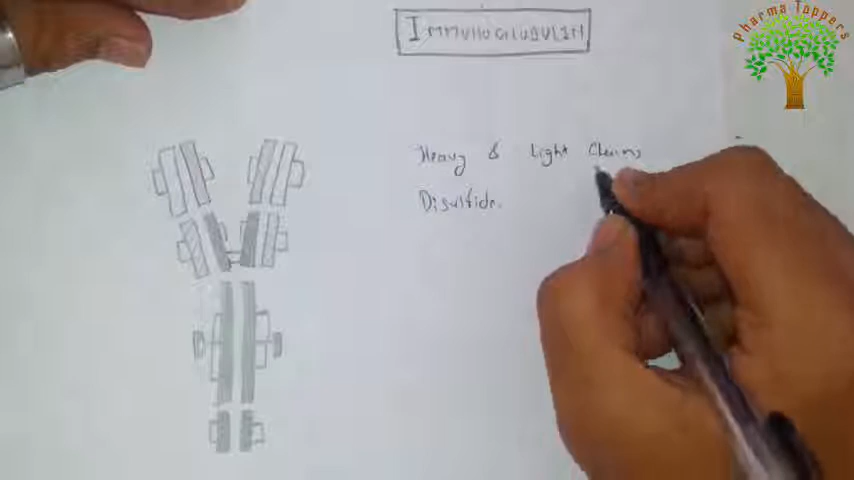 IMMUNOGLOBULIN
Pharma Toppers
Heavy & Light Chains
Disulfide.